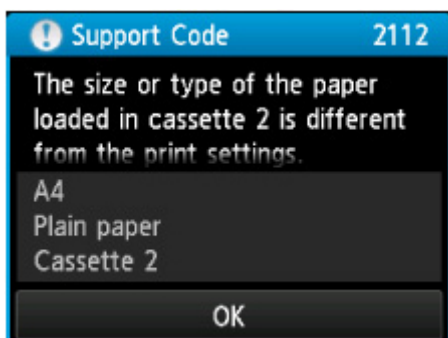 Support Code 2112
The size or type of the paper
loaded in cassette 2 is different
from the print settings.
A4
Plain paper
Cassette 2
OK